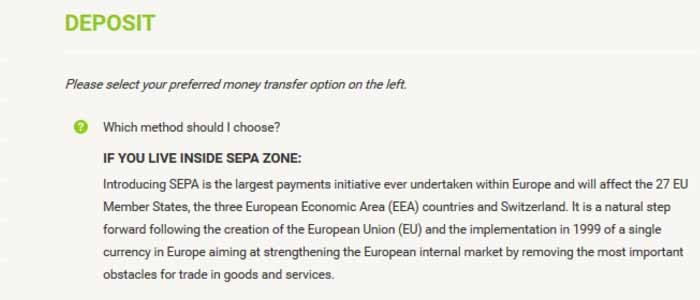 DEPOSIT
Please select your preferred money transfer option on the left.
? Which method should I choose?
IF YOU LIVE INSIDE SEPA ZONE:
Introducing SEPA is the largest payments initiative ever undertaken within Europe and will affect the 27 EU
Member States, the three European Economic Area (EEA) countries and Switzerland. It is a natural step
forward following the creation of the European Union (EU) and the implementation in 1999 of a single
currency in Europe aiming at strengthening the European internal market by removing the most important
obstacles for trade in goods and services.